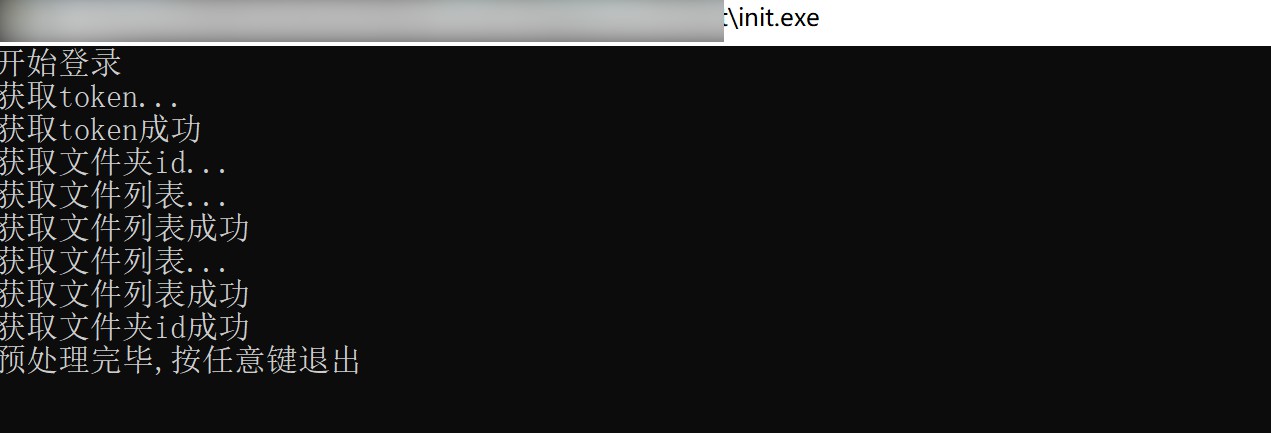 \init.exe
开始登录
获取token...
获取token成功
获取文件夹id...
获取文件列表...
获取文件列表成功
获取文件列表...
获取文件列表成功
获取文件夹id成功
预处理完毕,按任意键退出